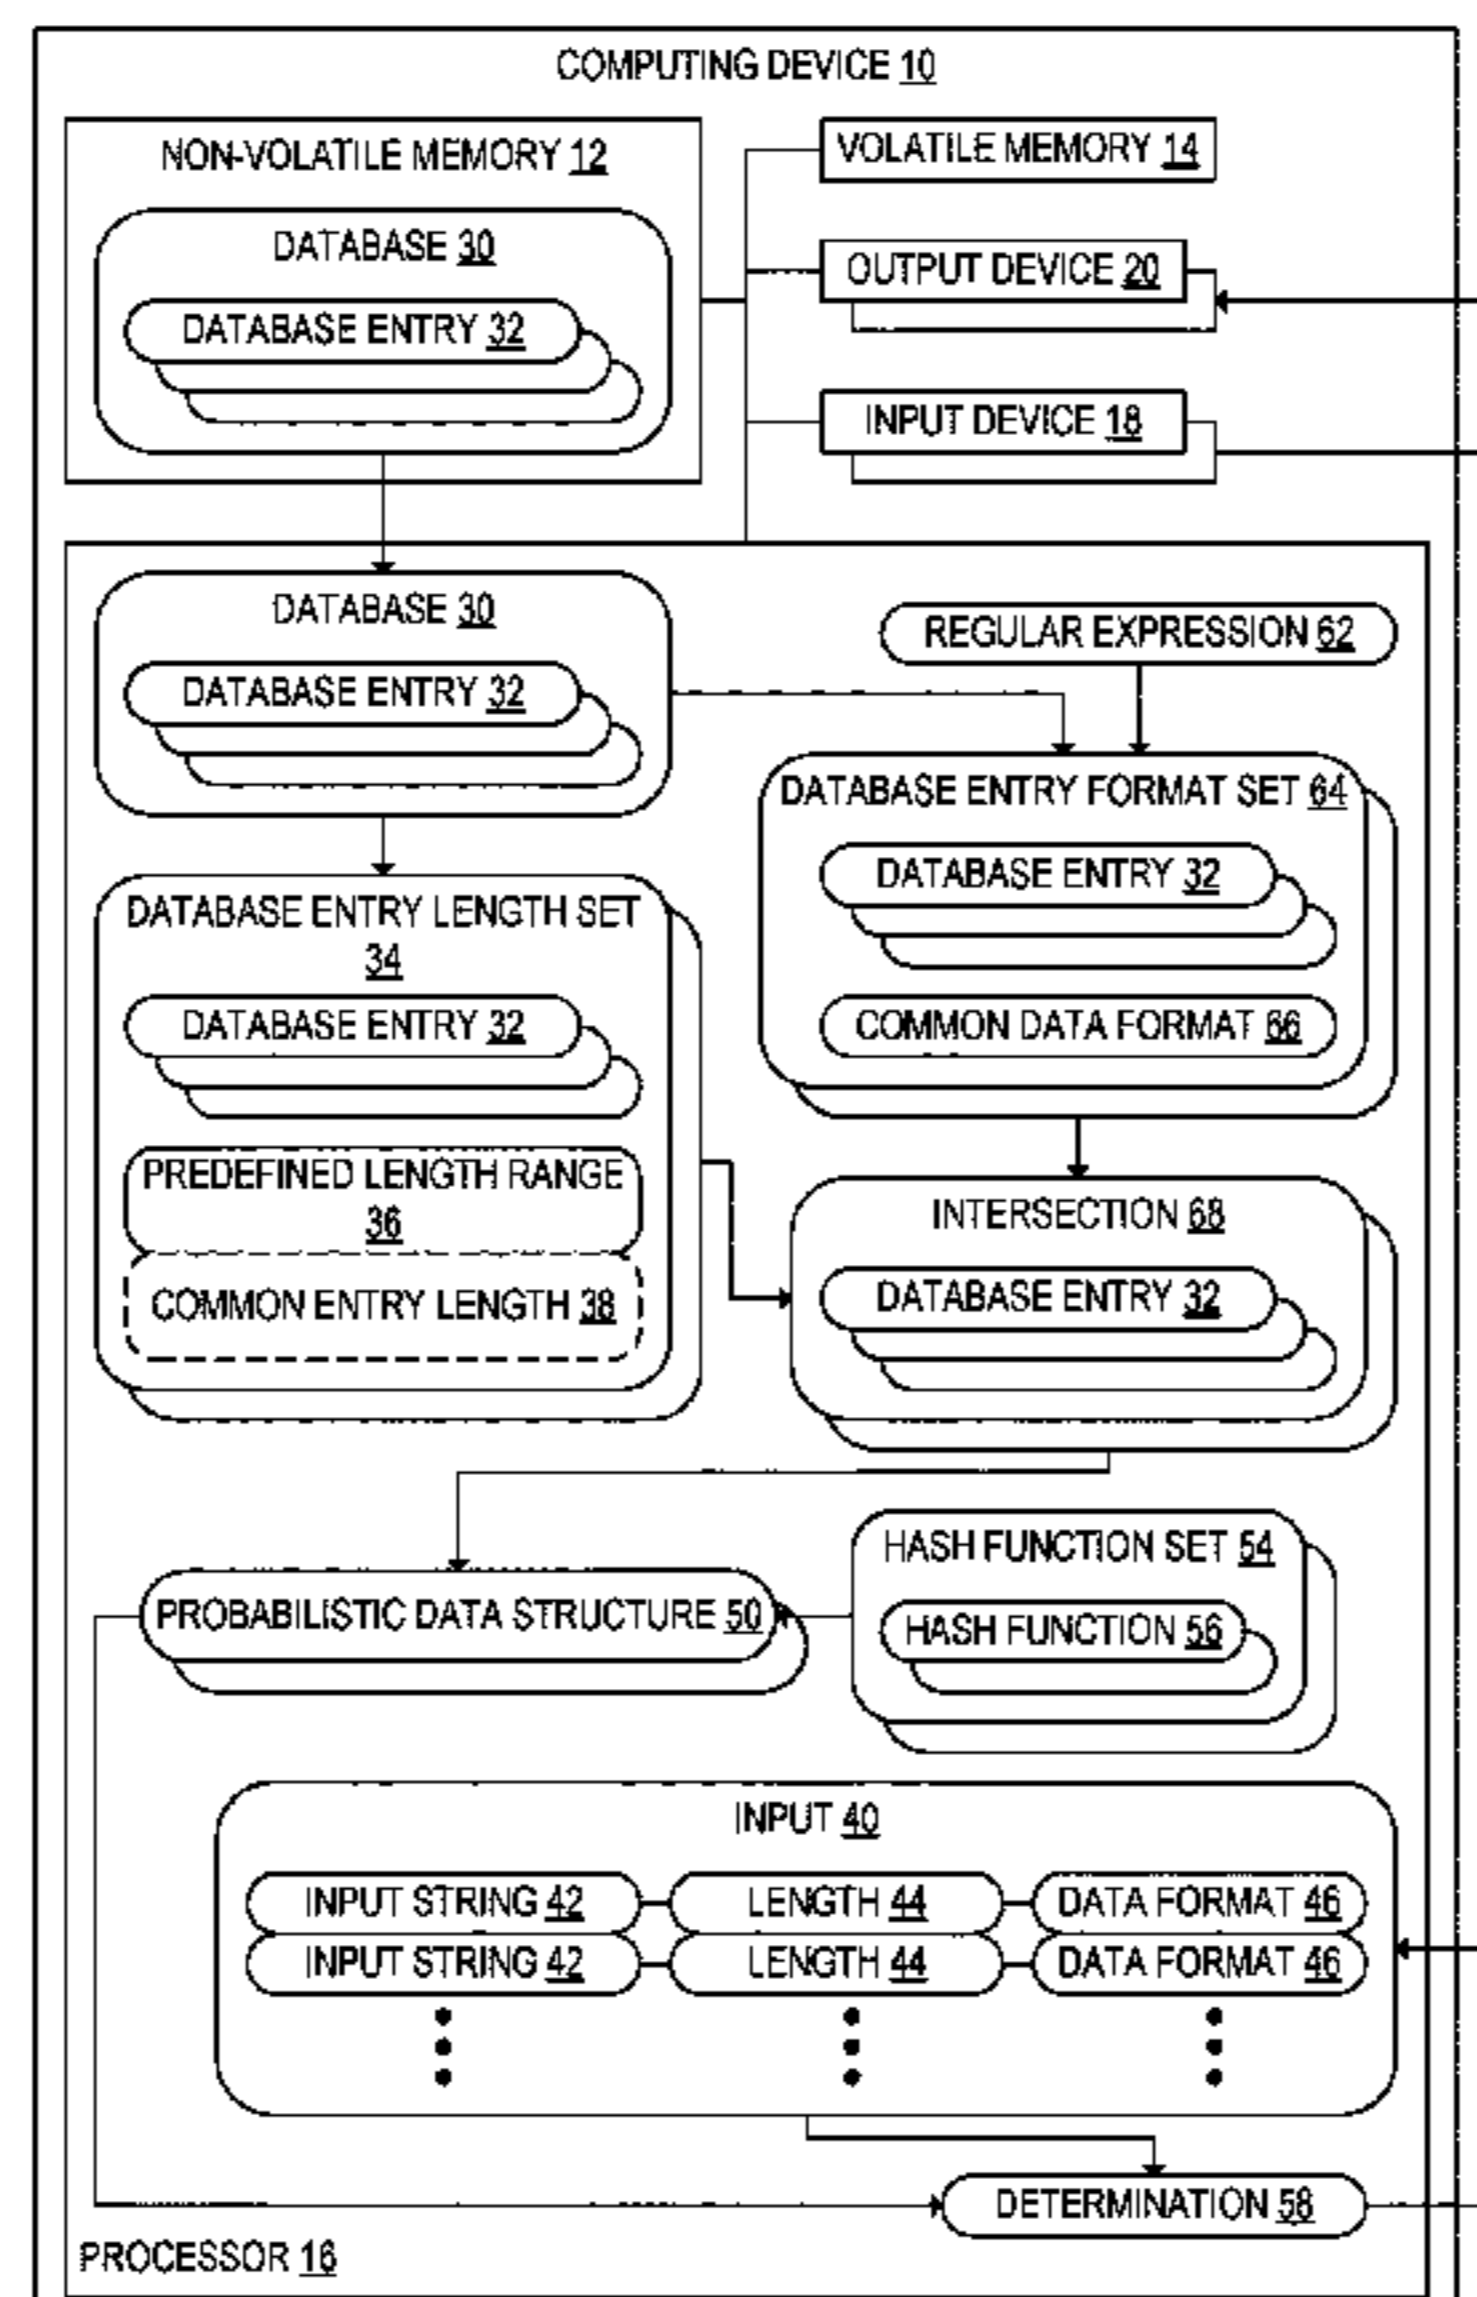 COMPUTING DEVICE 10
NON-VOLATILE MEMORY 12
DATABASE 30
DATABASE ENTRY 32
VOLATILE MEMORY 14
OUTPUT DEVICE 20
INPUT DEVICE 18
DATABASE 30
DATABASE ENTRY 32
REGULAR EXPRESSION 62
DATABASE ENTRY FORMAT SET 64
DATABASE ENTRY 32
COMMON DATA FORMAT 66
DATABASE ENTRY LENGTH SET
34
DATABASE ENTRY 32
PREDEFINED LENGTH RANGE
36
COMMON ENTRY LENGTH 38
INTERSECTION 68
DATABASE ENTRY 32
HASH FUNCTION SET 54
HASH FUNCTION 56
PROBABILISTIC DATA STRUCTURE 50
INPUT 40
INPUT STRING 42 LENGTH 44 DATA FORMAT 46
INPUT STRING 42 LENGTH 44 DATA FORMAT 46
DETERMINATION 58
PROCESSOR 16